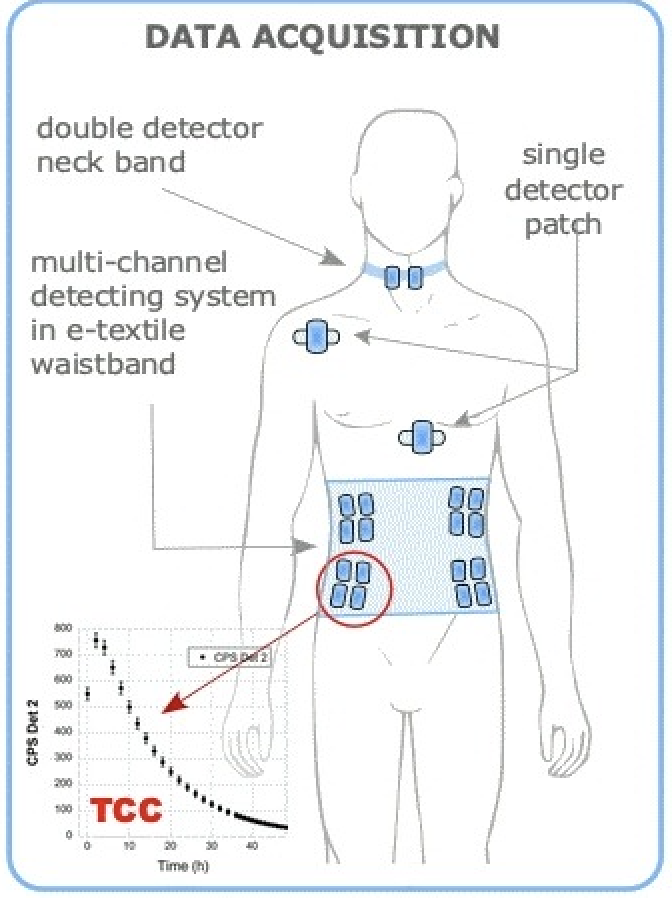 DATA ACQUISITION
double detector
neck band
single
detector
patch
multi-channel
detecting system
in e-textile
waistband
CPS Det 2
800
700
600
500
400
300
200
100
0
CPS Det 2
TCC
0 10 20 30 40
Time (h)